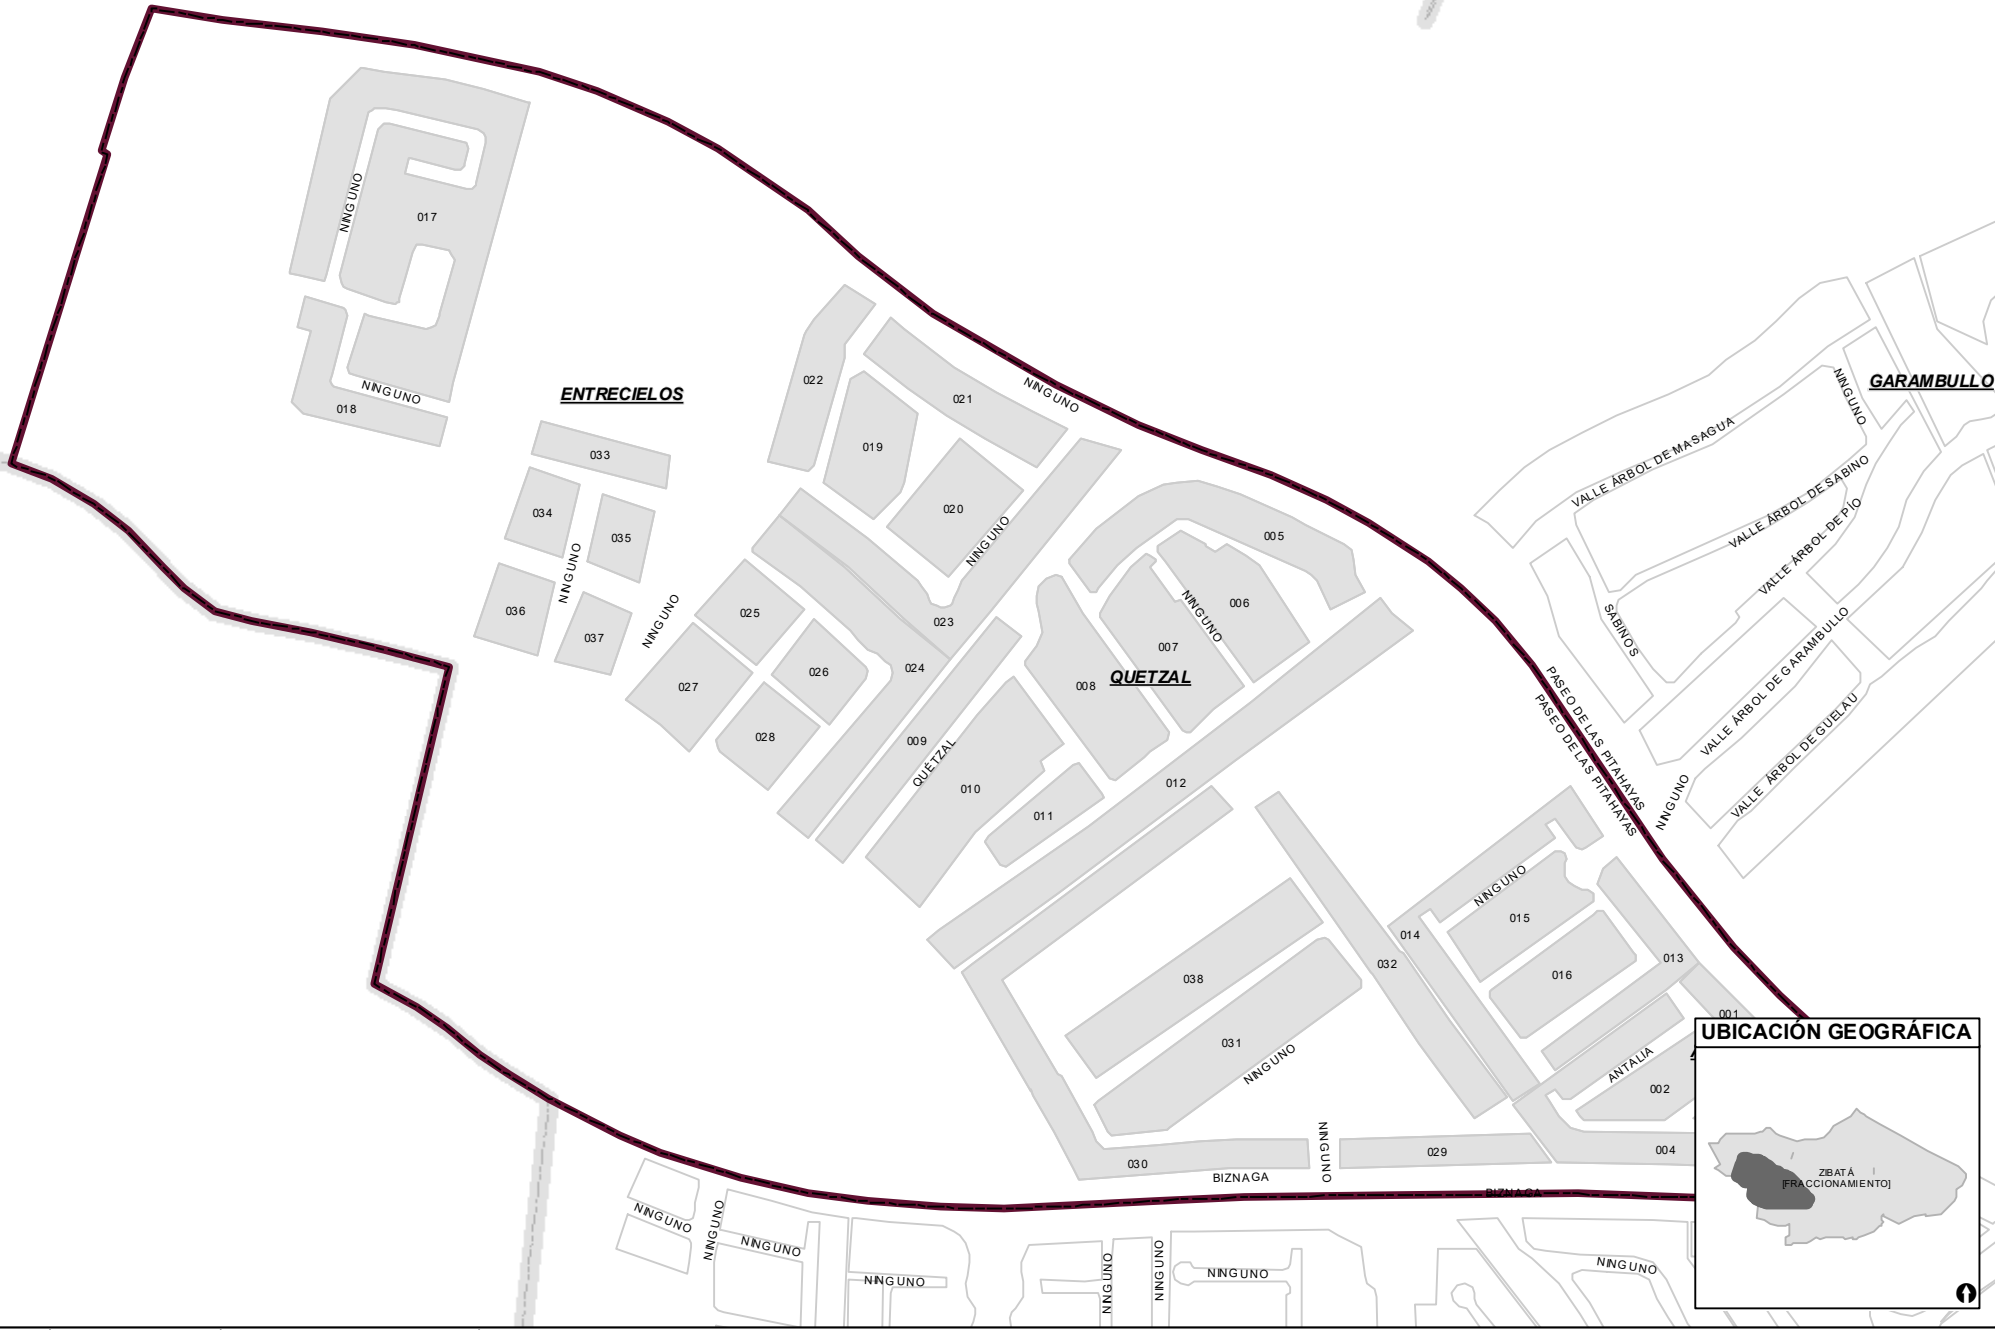 NINGUNO
017
ENTRECIELOS
NINGUNO
018
022
021
NINGUNO
GARAMBULLO
NINGUNO
019
033
VALLE ÁRBOL DE MASAGUA
VALLE ÁRBOL DE SABINO
VALLE ÁRBOL DE PÍO
034
020
035
NINGUNO
005
NINGUNO
036
037
NINGUNO
025
023
006
NINGUNO
007
SABINOS
VALLE ÁRBOL DE GARAMBULLO
VALLE ÁRBOL DE GUELAU
024
026
027
008
QUETZAL
PASEO DE LAS PITAHAYAS
PASEO DE LAS PITAHAYAS
028
009
QUÉTZAL
010
012
011
NINGUNO
NINGUNO
015
014
032
013
016
038
001
031
NINGUNO
ANTALIA
002
NINGUNO
030
029
004
BIZNAGA
BIZNAGA
NINGUNO
NINGUNO
NINGUNO
NINGUNO
NINGUNO
NINGUNO
NINGUNO
NINGUNO
UBICACIÓN GEOGRÁFICA
ZIBATÁ
[FRACCIONAMIENTO]